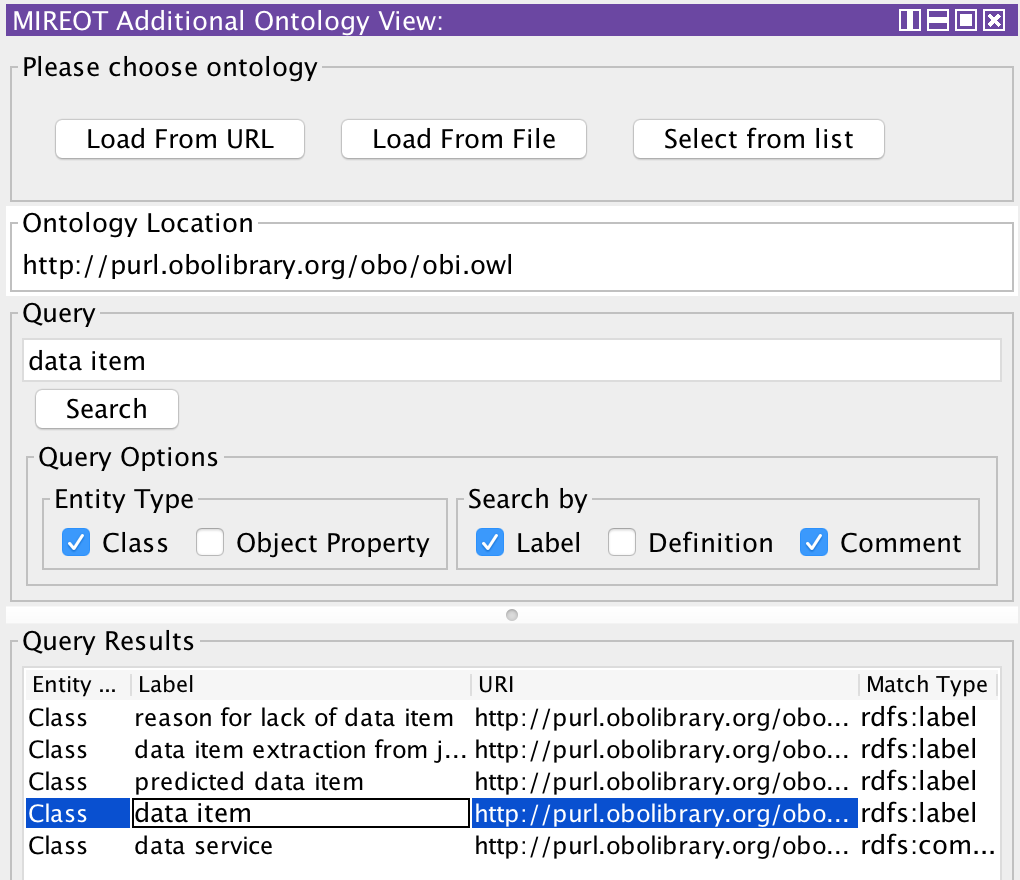 MIREOT Additional Ontology View:
Please choose ontology
Load From URL Load From File Select from list
Ontology Location
http://purl.obolibrary.org/obo/obi.owl
Query
data item
Search
Query Options
Entity Type Search by
Class Object Property Label Definition Comment
Query Results
Entity ... Label URI Match Type
Class reason for lack of data item http://purl.obolibrary.org/obo... rdfs:label
Class data item extraction from j... http://purl.obolibrary.org/obo... rdfs:label
Class predicted data item http://purl.obolibrary.org/obo... rdfs:label
Class data item http://purl.obolibrary.org/obo... rdfs:label
Class data service http://purl.obolibrary.org/obo... rdfs:com...